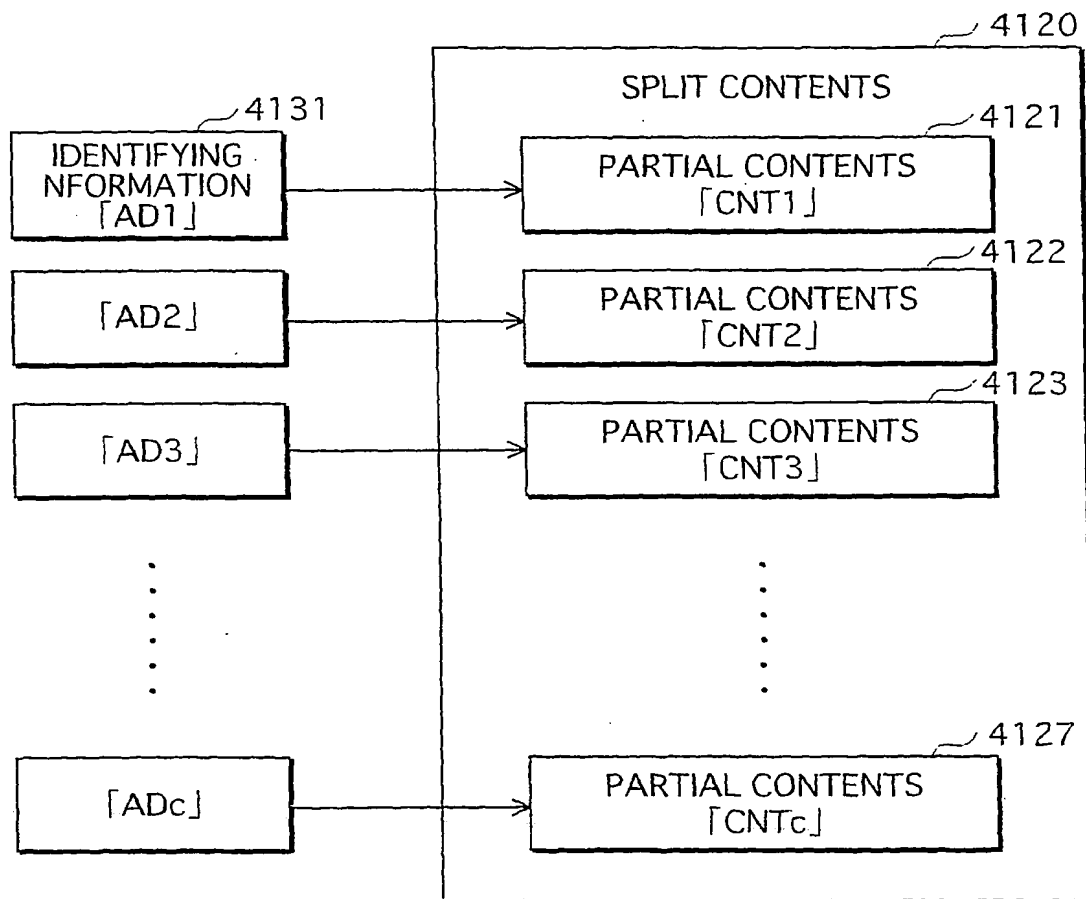 4120
SPLIT CONTENTS
4131
4121
IDENTIFYING
NFORMATION
｢AD1｣
PARTIAL CONTENTS
｢CNT1｣
4122
｢AD2｣
PARTIAL CONTENTS
｢CNT2｣
4123
｢AD3｣
PARTIAL CONTENTS
｢CNT3｣
4127
｢ADc｣
PARTIAL CONTENTS
｢CNTc｣